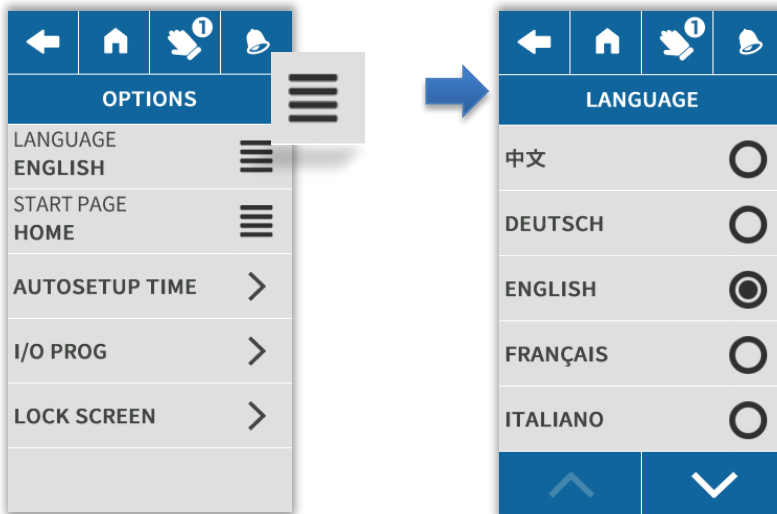 1
OPTIONS
LANGUAGE
ENGLISH
START PAGE
HOME
AUTOSETUP TIME
I/O PROG
LOCK SCREEN
1
LANGUAGE
中文
DEUTSCH
ENGLISH
FRANÇAIS
ITALIANO